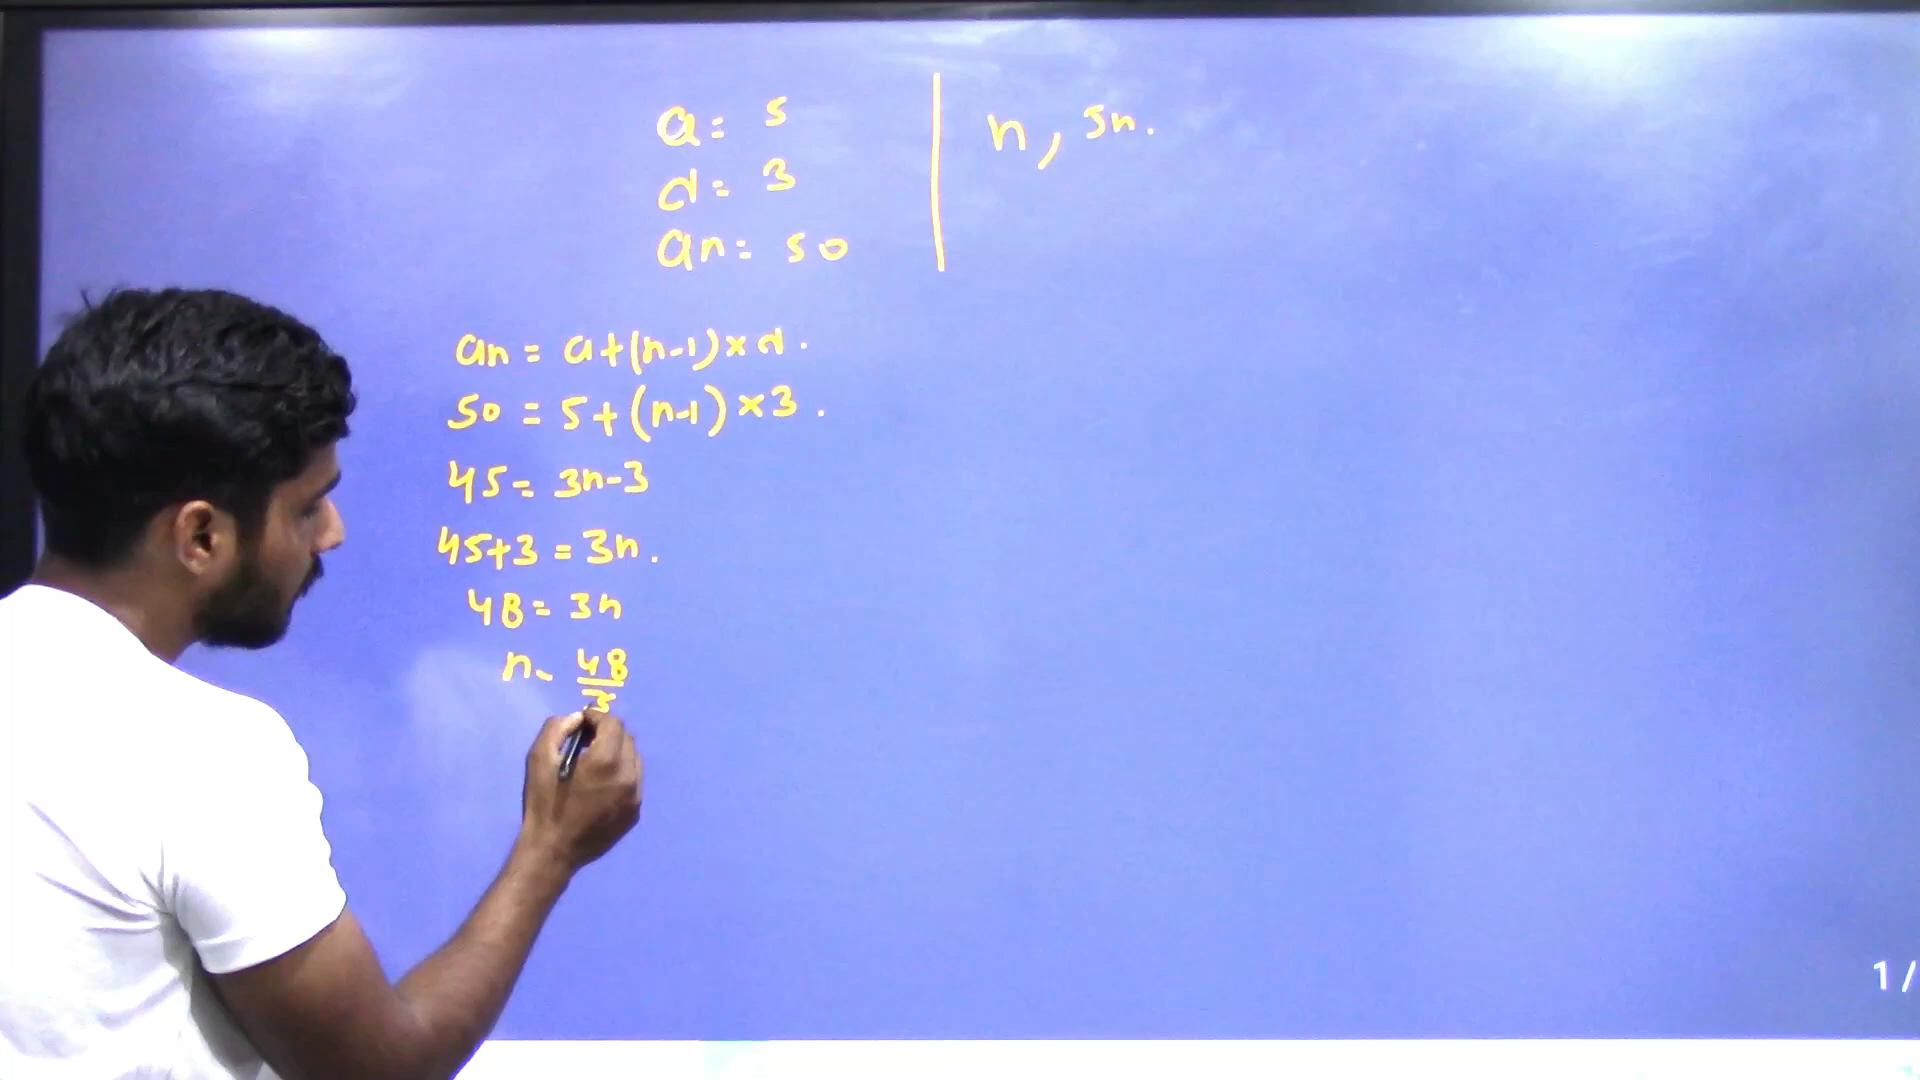 a = 5
d = 3
an = 50
n, Sn.
an = a+(n-1)×d.
50 = 5+(n-1)×3.
45 = 3n-3
45+3 = 3n.
48 = 3n
n = 48/3
1/